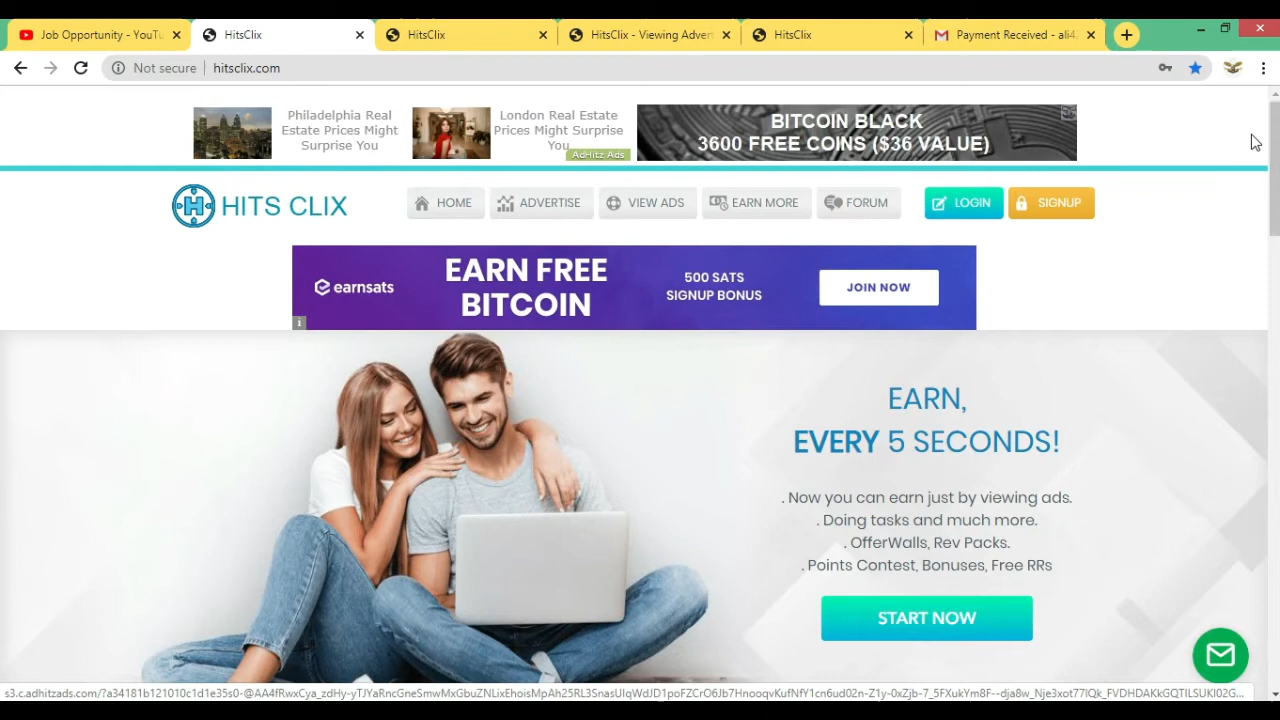 Job Opportunity - YouTu
HitsClix
HitsClix
HitsClix - Viewing Adver
HitsClix
Payment Received - ali4
Not secure
hitsclix.com
Philadelphia Real
Estate Prices Might
Surprise You
London Real Estate
Prices Might Surprise
You
AdHitz Ads
BITCOIN BLACK
3600 FREE COINS ($36 VALUE)
HITS CLIX
HOME
ADVERTISE
VIEW ADS
EARN MORE
FORUM
LOGIN
SIGNUP
earnsats
EARN FREE
BITCOIN
500 SATS
SIGNUP BONUS
JOIN NOW
EARN,
EVERY 5 SECONDS!
. Now you can earn just by viewing ads.
. Doing tasks and much more.
. OfferWalls, Rev Packs.
. Points Contest, Bonuses, Free RRs
START NOW